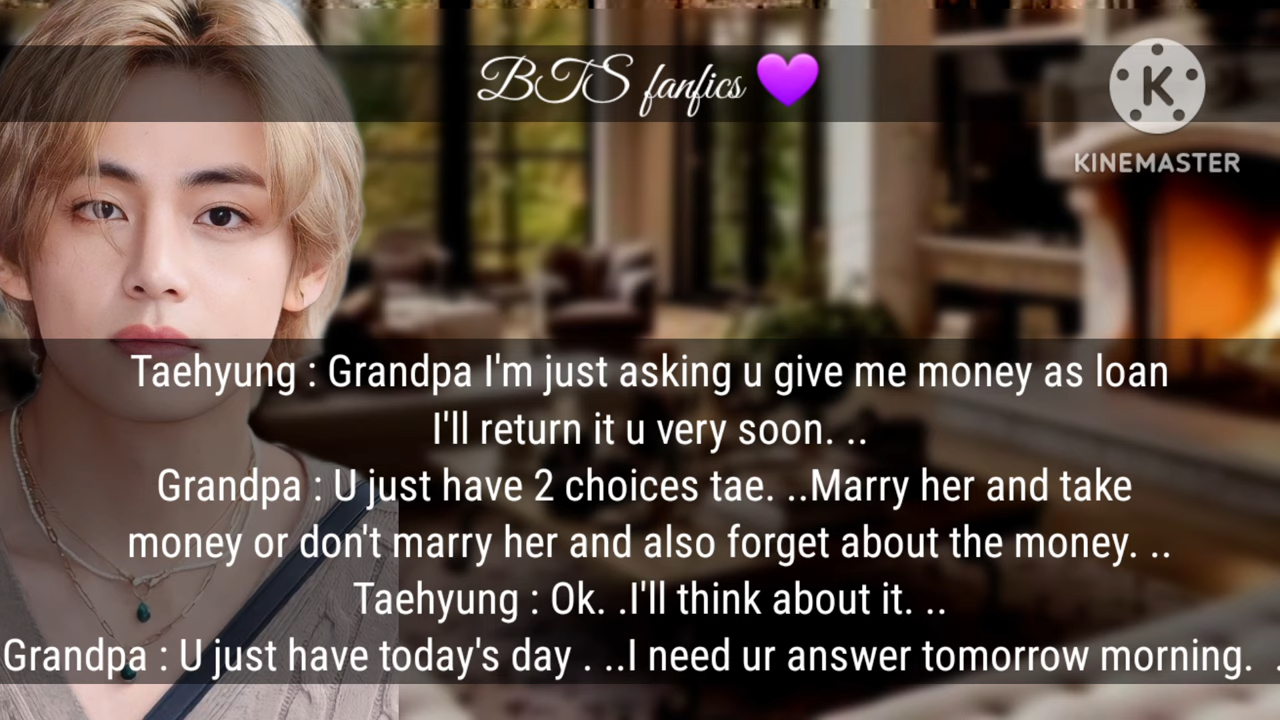 BTS fanfics 💜
K
KINEMASTER
Taehyung : Grandpa I'm just asking u give me money as loan
I'll return it u very soon. ..
Grandpa : U just have 2 choices tae. ..Marry her and take
money or don't marry her and also forget about the money. ..
Taehyung : Ok. .I'll think about it. ..
Grandpa : U just have today's day . ..I need ur answer tomorrow morning. .